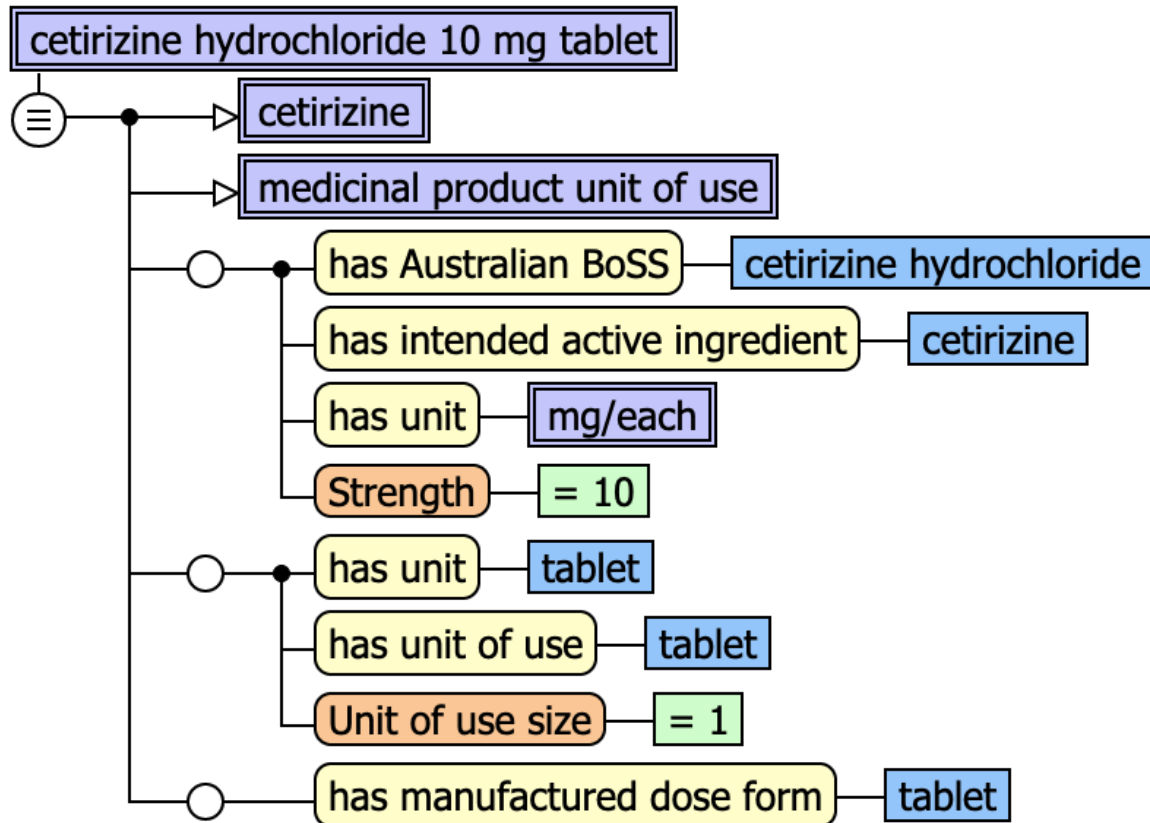 cetirizine hydrochloride 10 mg tablet
cetirizine
medicinal product unit of use
has Australian BoSS cetirizine hydrochloride
has intended active ingredient cetirizine
has unit mg/each
Strength = 10
has unit tablet
has unit of use tablet
Unit of use size = 1
has manufactured dose form tablet